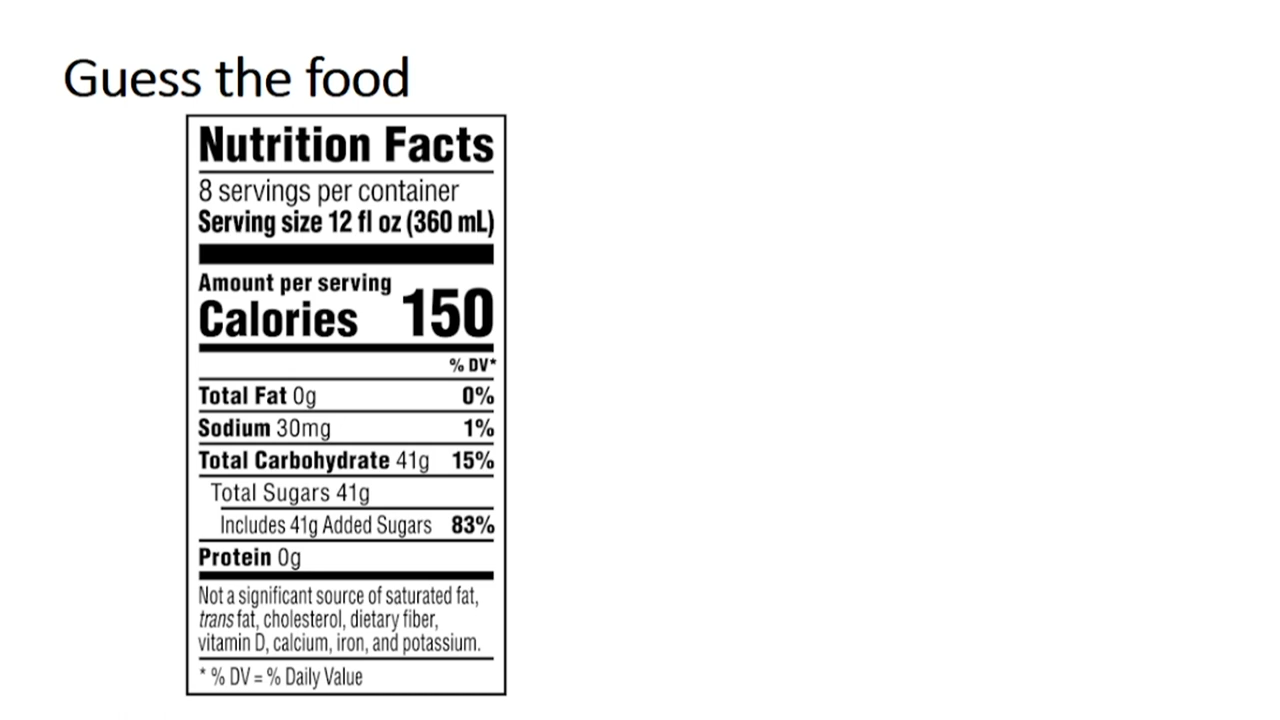 Guess the food
Nutrition Facts
8 servings per container
Serving size 12 fl oz (360 mL)
Amount per serving
Calories 150
% DV*
Total Fat 0g 0%
Sodium 30mg 1%
Total Carbohydrate 41g 15%
Total Sugars 41g
Includes 41g Added Sugars 83%
Protein 0g
Not a significant source of saturated fat,
trans fat, cholesterol, dietary fiber,
vitamin D, calcium, iron, and potassium.
* % DV = % Daily Value